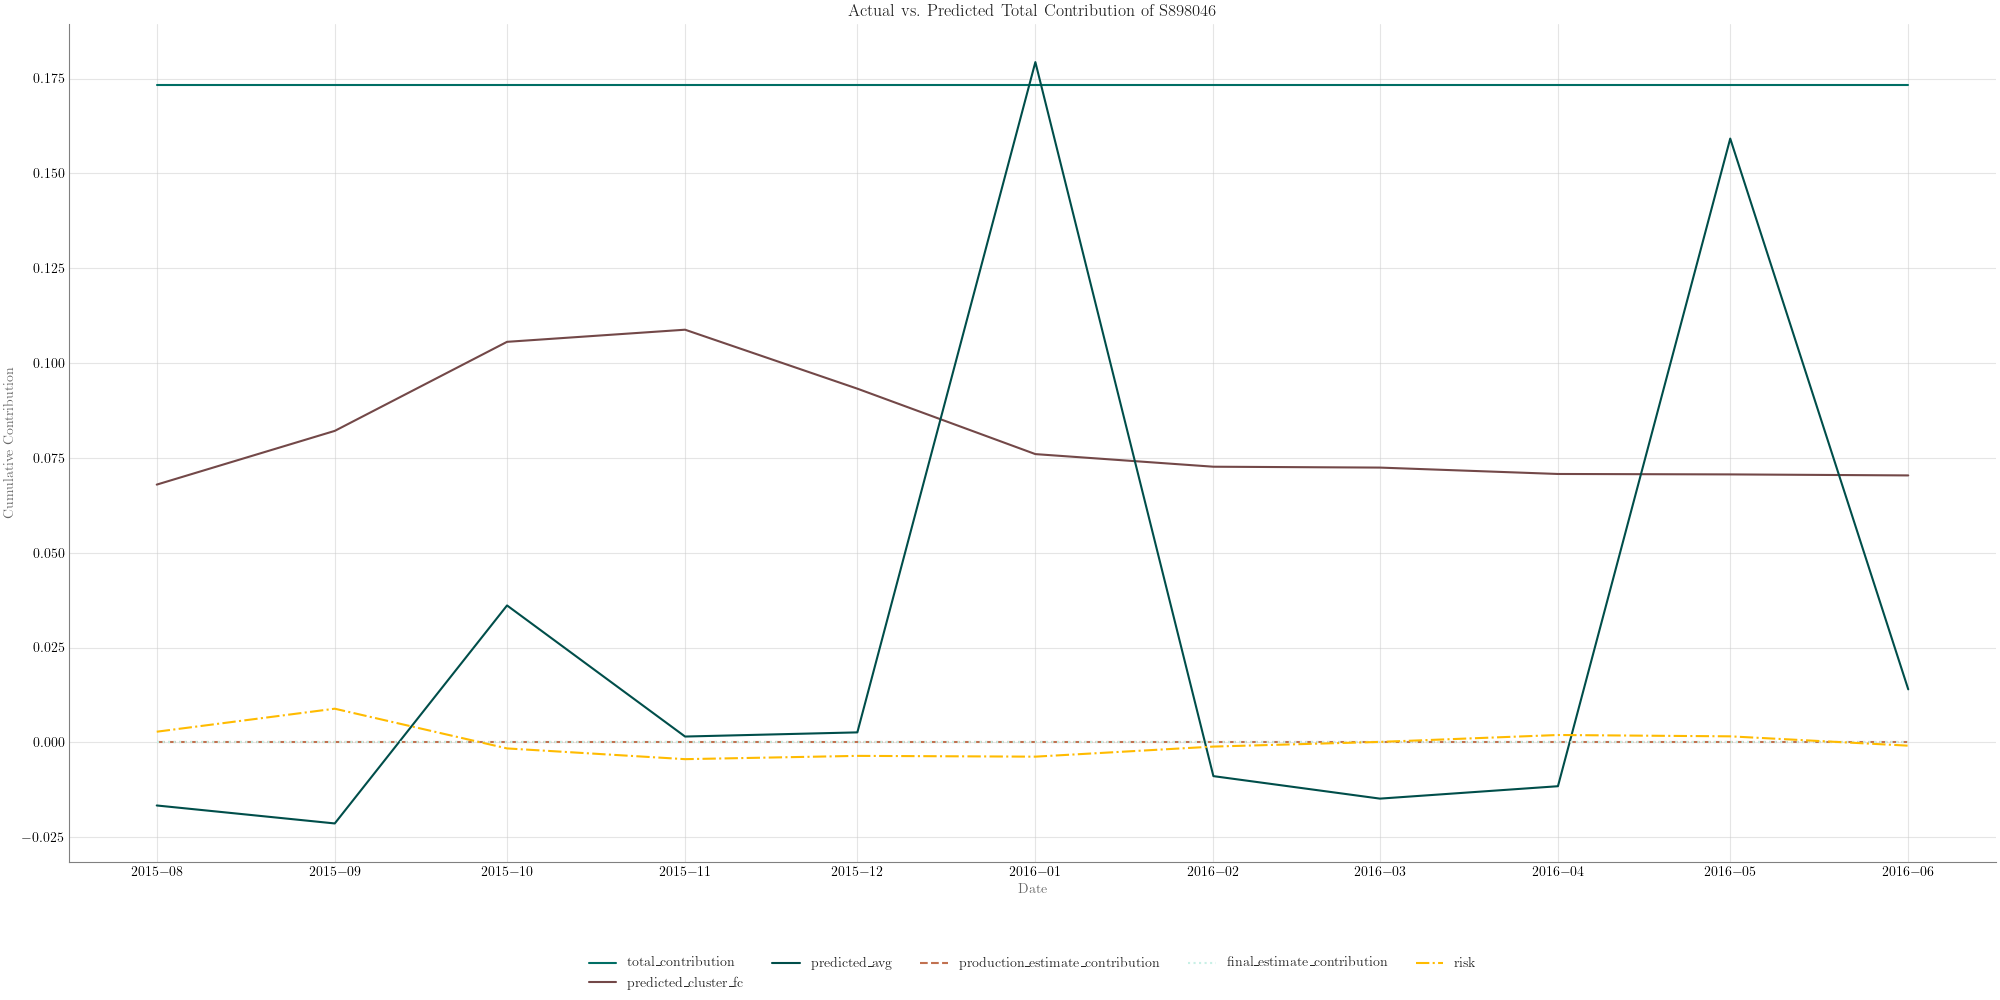 Actual vs. Predicted Total Contribution of S898046
Cumulative Contribution
0.175
0.150
0.125
0.100
0.075
0.050
0.025
0.000
−0.025
2015−08 2015−09 2015−10 2015−11 2015−12 2016−01 2016−02 2016−03 2016−04 2016−05 2016−06
Date
total_contribution predicted_avg production_estimate_contribution final_estimate_contribution risk
predicted_cluster_fc